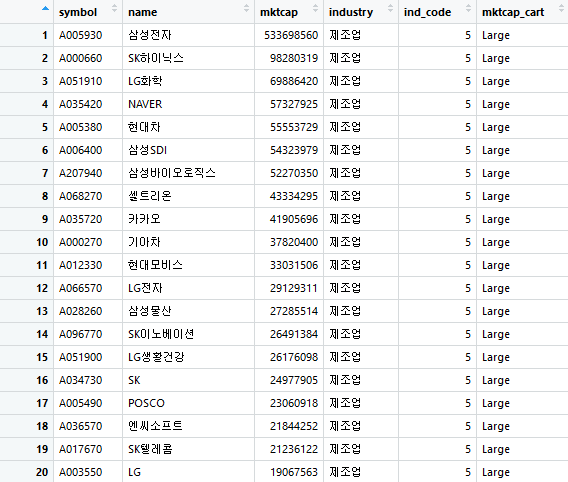 symbol name mktcap industry ind_code mktcap_cart
1 A005930 삼성전자 533698560 제조업 5 Large
2 A000660 SK하이닉스 98280319 제조업 5 Large
3 A051910 LG화학 69886420 제조업 5 Large
4 A035420 NAVER 57327925 제조업 5 Large
5 A005380 현대차 55553729 제조업 5 Large
6 A006400 삼성SDI 54323979 제조업 5 Large
7 A207940 삼성바이오로직스 52270350 제조업 5 Large
8 A068270 셀트리온 43334295 제조업 5 Large
9 A035720 카카오 41905696 제조업 5 Large
10 A000270 기아차 37820400 제조업 5 Large
11 A012330 현대모비스 33031506 제조업 5 Large
12 A066570 LG전자 29129311 제조업 5 Large
13 A028260 삼성물산 27285514 제조업 5 Large
14 A096770 SK이노베이션 26491384 제조업 5 Large
15 A051900 LG생활건강 26176098 제조업 5 Large
16 A034730 SK 24977905 제조업 5 Large
17 A005490 POSCO 23060918 제조업 5 Large
18 A036570 엔씨소프트 21844252 제조업 5 Large
19 A017670 SK텔레콤 21236122 제조업 5 Large
20 A003550 LG 19067563 제조업 5 Large